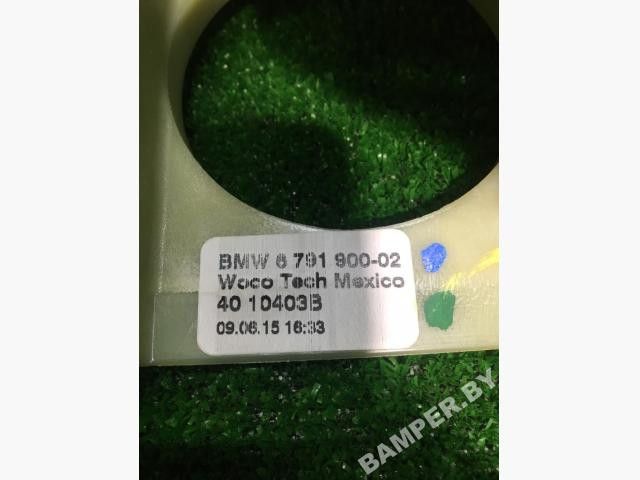 BMW 6 791 900-02
Woco Tech Mexico
40 10403B
09.06.15 16:33
BAMPER.BY